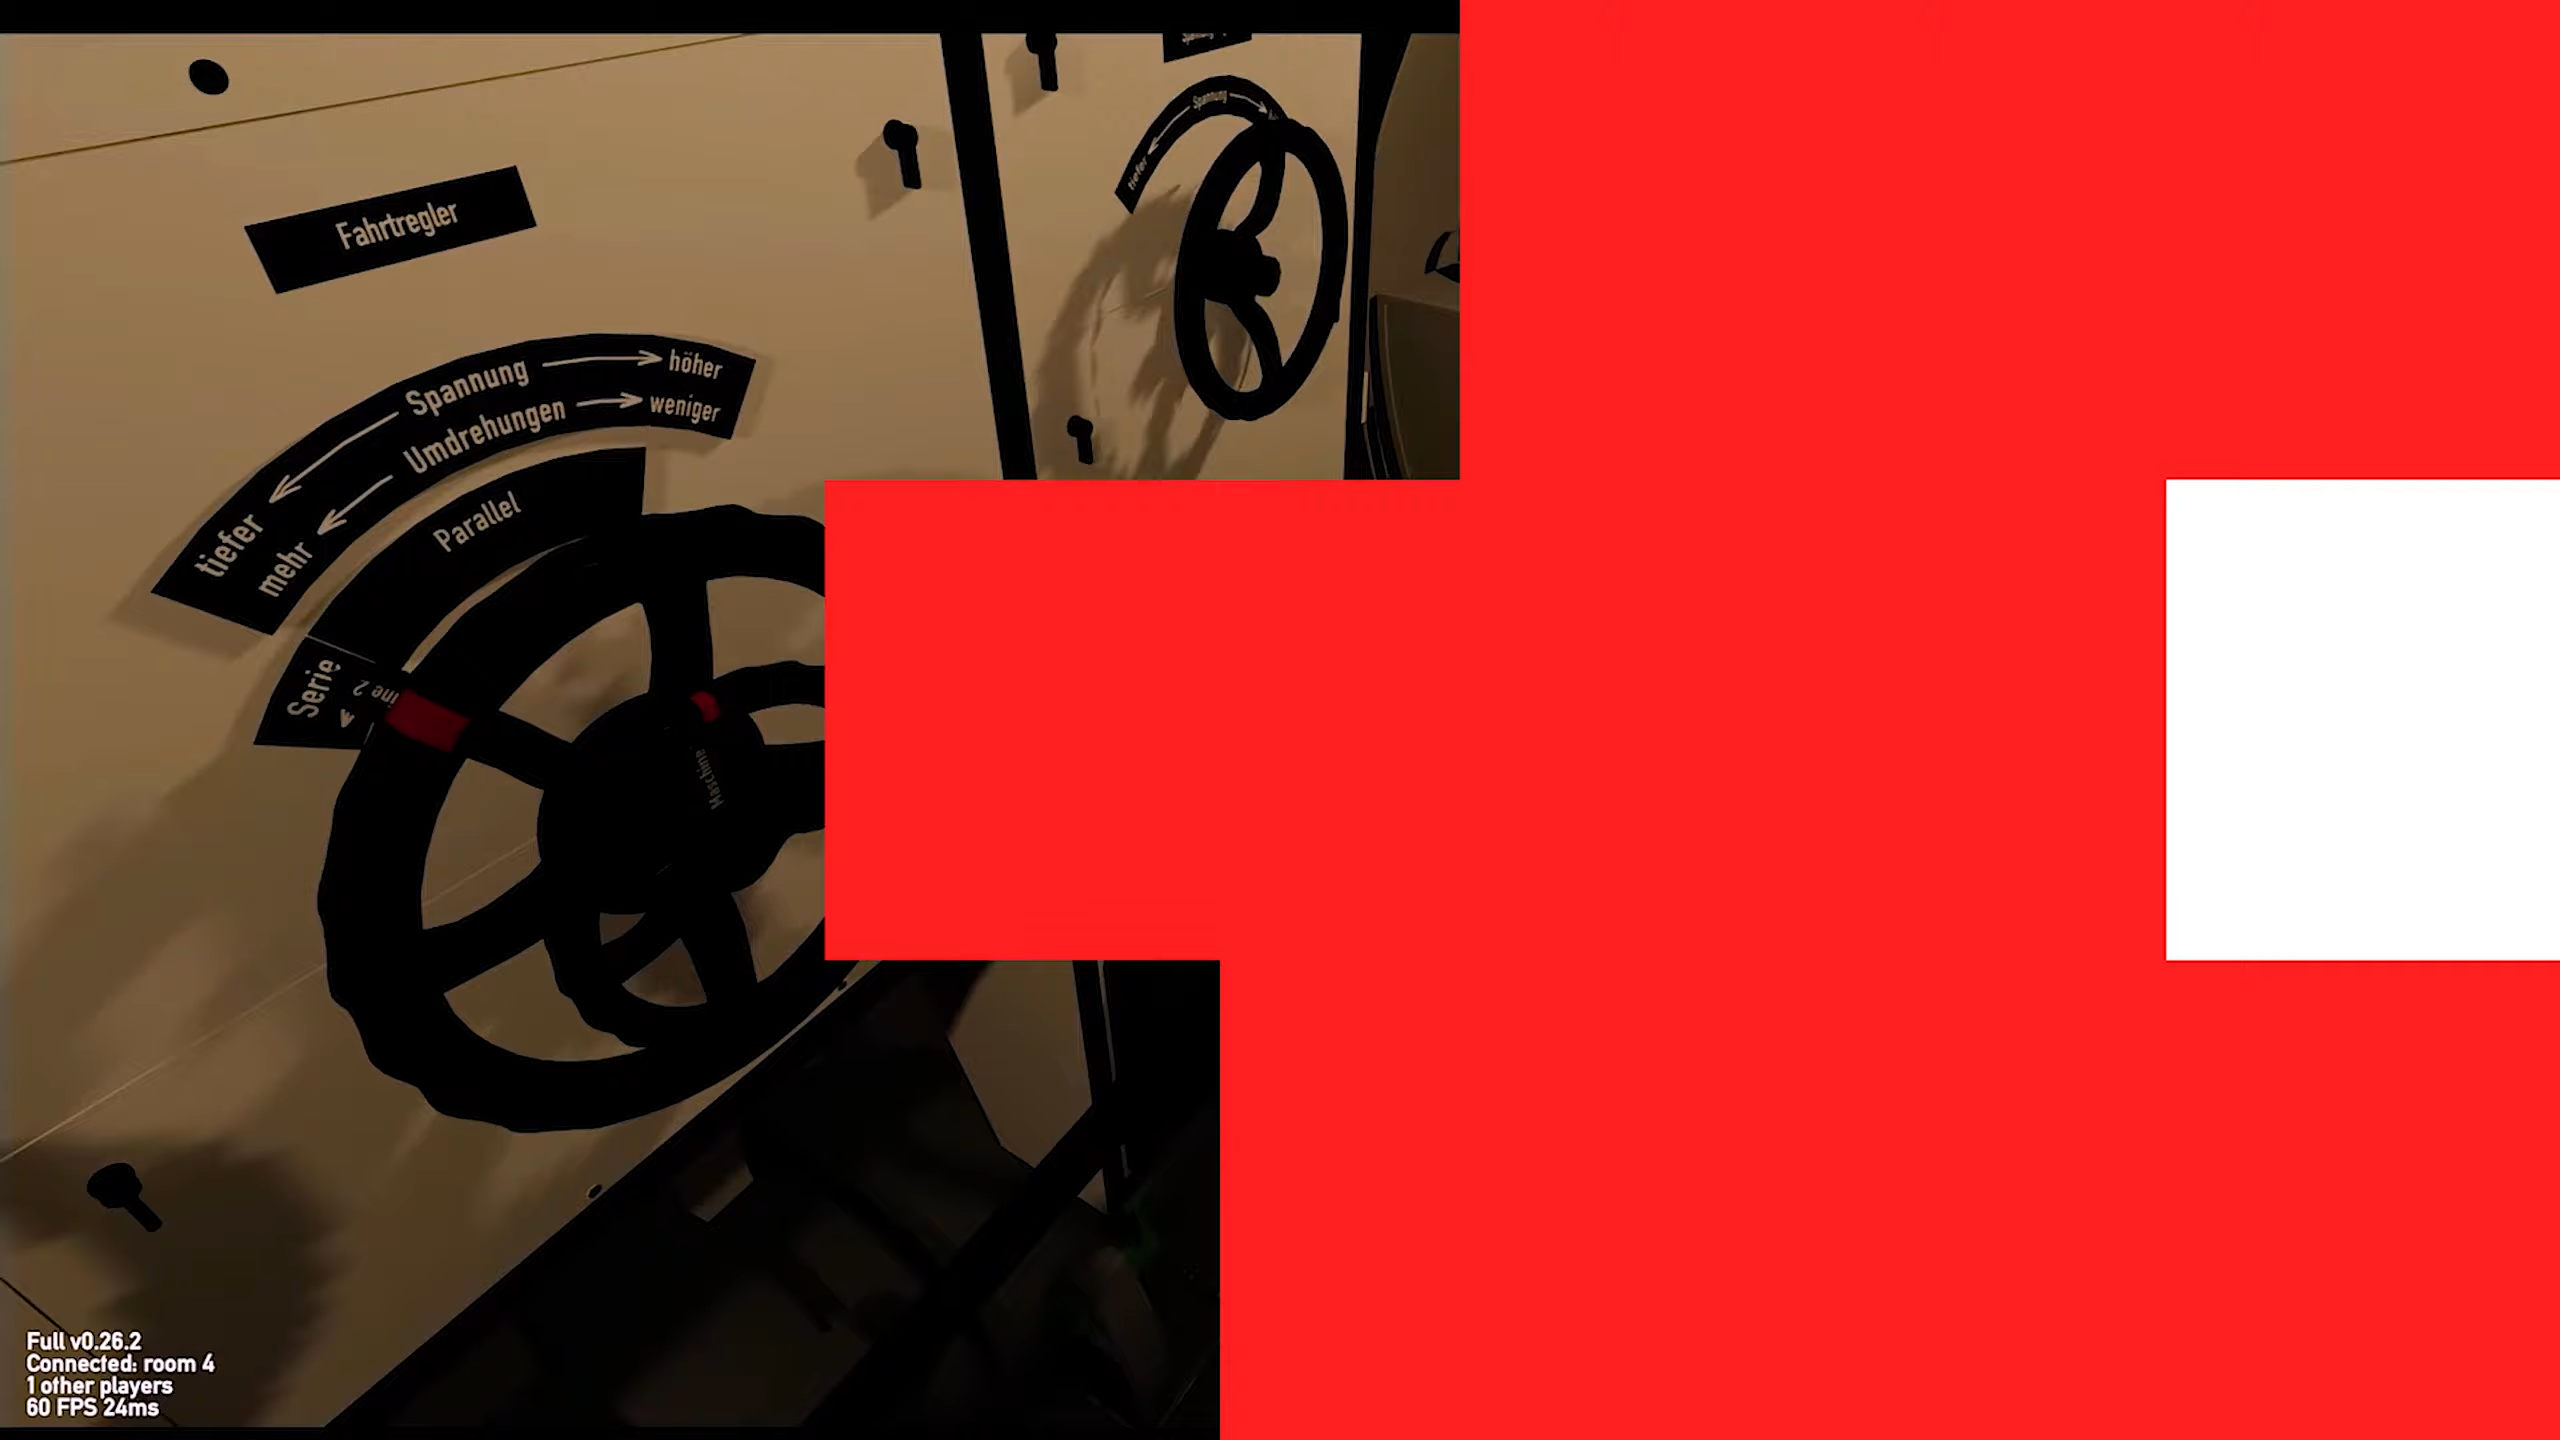 Fahrtregler
Spannung
höher
Umdrehungen
weniger
tiefer
mehr
Parallel
Serie
Maschine
Spannung
tiefer
Full v0.26.2
Connected: room 4
1 other players
60 FPS 24ms